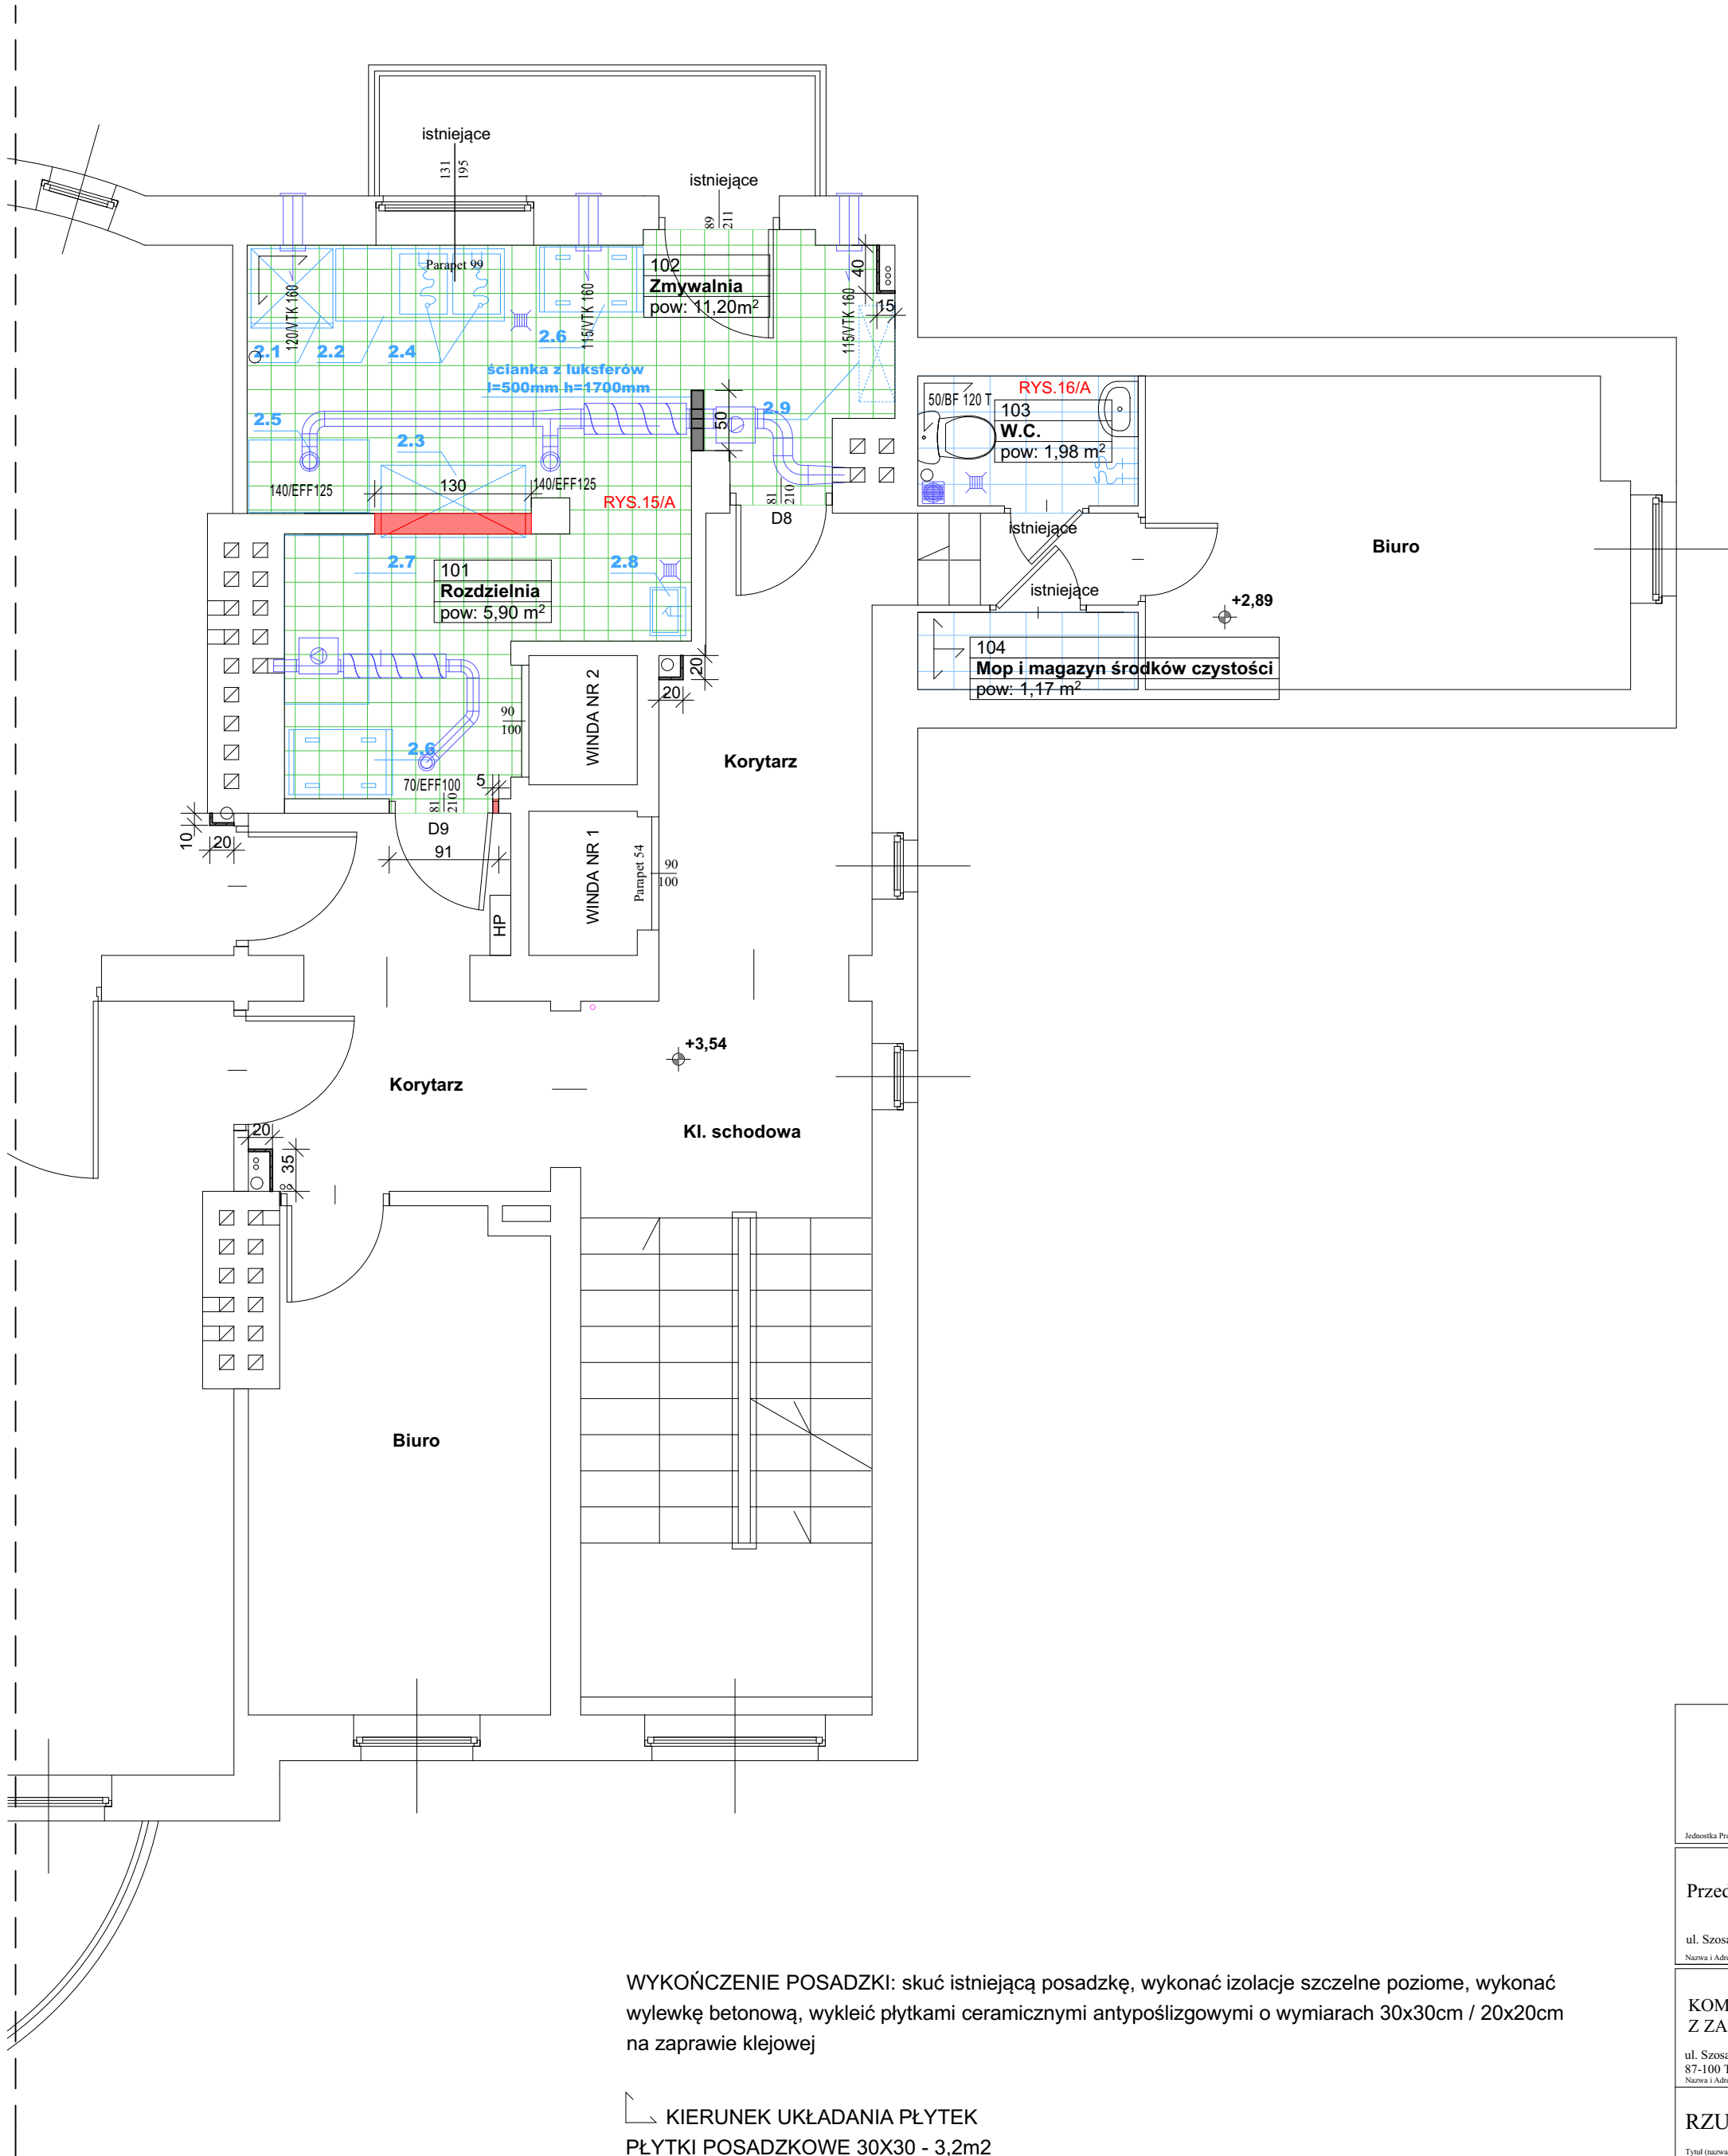 istniejące
131
195
istniejące
89
211
Parapet 99
102
Zmywalnia
pow: 11,20m²
40
15
120/VTK 160
115/VTK 160
115/VTK 160
2.1
2.2
2.4
2.6
ścianka z luksferów
l=500mm h=1700mm
50
2.9
2.5
2.3
140/EFF125
130
140/EFF125
RYS.15/A
81
210
D8
50/BF 120 T
RYS.16/A
103
W.C.
pow: 1,98 m²
istniejące
istniejące
Biuro
+2,89
2.7
101
Rozdzielnia
pow: 5,90 m²
2.8
104
Mop i magazyn środków czystości
pow: 1,17 m²
20
20
WINDA NR 2
90
100
Korytarz
2.6
70/EFF100
5
81
210
D9
91
10
20
WINDA NR 1
Parapet 54
90
100
HP
+3,54
Korytarz
Kl. schodowa
20
35
Biuro
WYKOŃCZENIE POSADZKI: skuć istniejącą posadzkę, wykonać izolacje szczelne poziome, wykonać
wylewkę betonową, wykleić płytkami ceramicznymi antypoślizgowymi o wymiarach 30x30cm / 20x20cm
na zaprawie klejowej
KIERUNEK UKŁADANIA PŁYTEK
PŁYTKI POSADZKOWE 30X30 - 3,2m2
Jednostka
ul.
Nazwa i
Z
ul.
87-100
Nazwa i
Tytuł